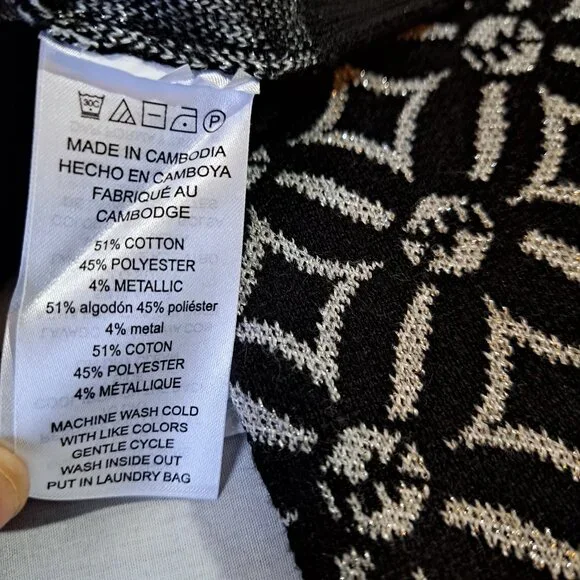 30C P
MADE IN CAMBODIA
HECHO EN CAMBOYA
FABRIQUÉ AU
CAMBODGE
51% COTTON
45% POLYESTER
4% METALLIC
51% algodón 45% poliéster
4% metal
51% COTON
45% POLYESTER
4% MÉTALLIQUE
MACHINE WASH COLD
WITH LIKE COLORS
GENTLE CYCLE
WASH INSIDE OUT
PUT IN LAUNDRY BAG